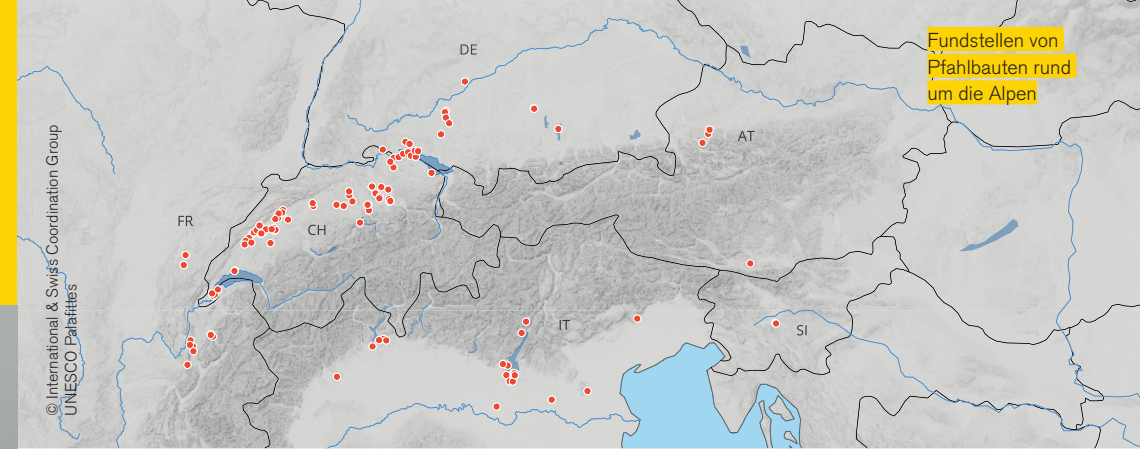 Fundstellen von
Pfahlbauten rund
um die Alpen
DE
AT
FR
CH
IT
SI
© International & Swiss Coordination Group
UNESCO Palafittes